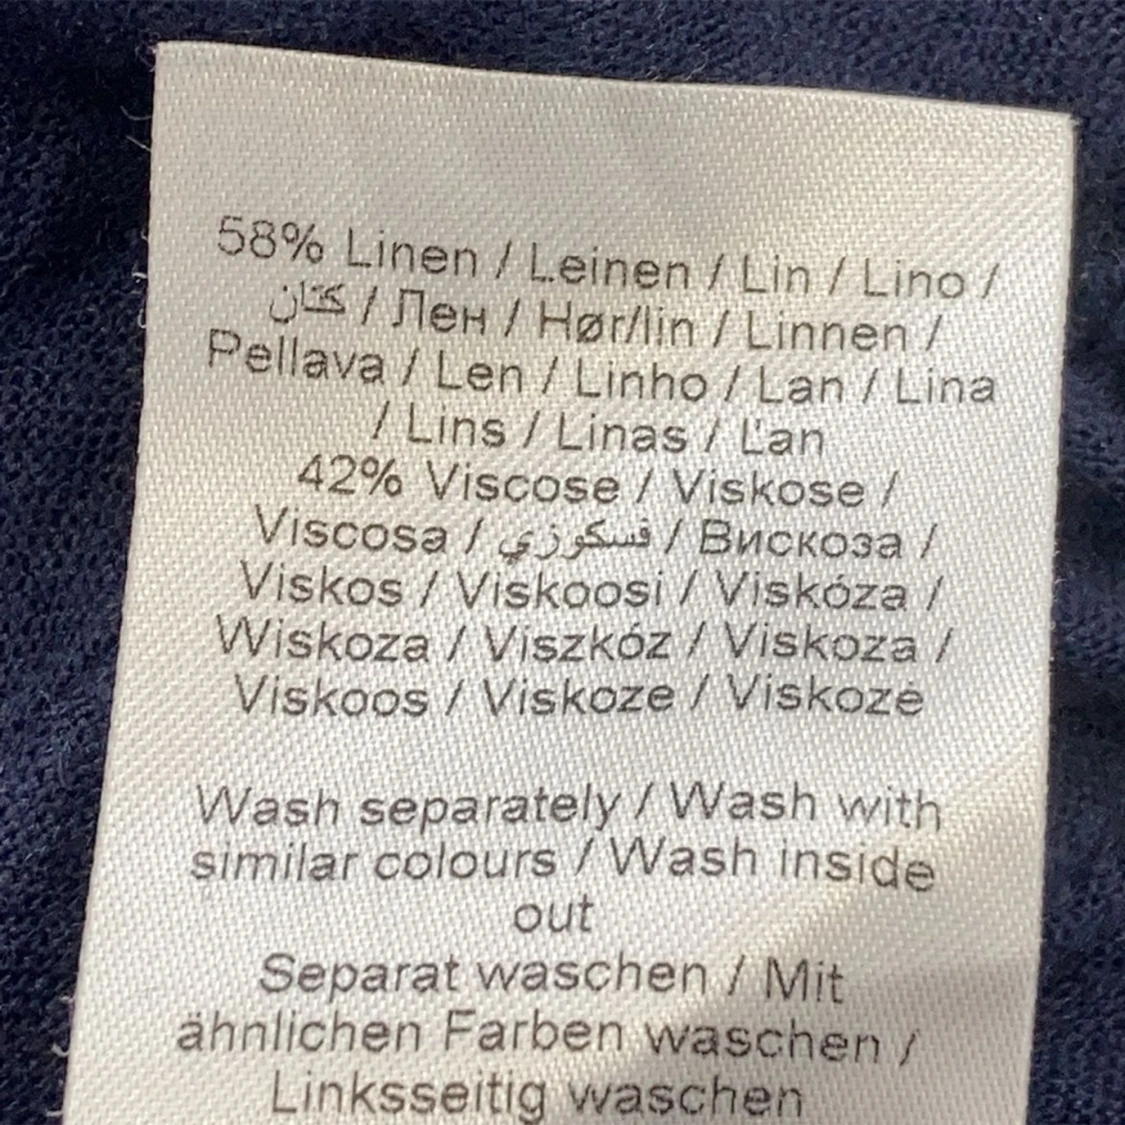 58% Linen / Leinen / Lin / Lino /
كتان / Лен / Hør/lin / Linnen /
Pellava / Len / Linho / Lan / Lina
/ Lins / Linas / Ľan
42% Viscose / Viskose /
Viscosa / فسكوزي / Вискоза /
Viskos / Viskoosi / Viskóza /
Wiskoza / Viszkóz / Viskoza /
Viskoos / Viskoze / Viskozė
Wash separately / Wash with
similar colours / Wash inside
out
Separat waschen / Mit
ähnlichen Farben waschen /
Linksseitig waschen